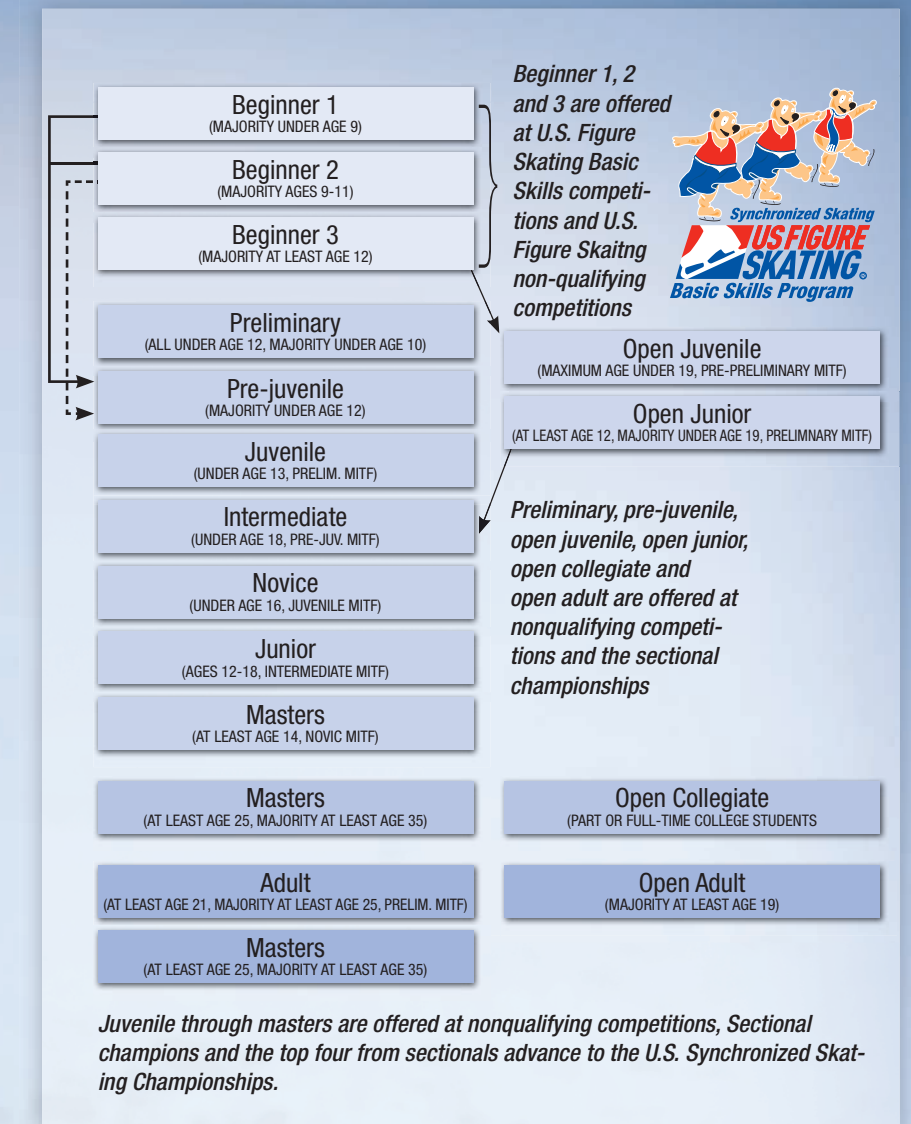 Beginner 1
(MAJORITY UNDER AGE 9)
Beginner 2
(MAJORITY AGES 9-11)
Beginner 3
(MAJORITY AT LEAST AGE 12)
Beginner 1, 2
and 3 are offered
at U.S. Figure
Skating Basic
Skills competi-
tions and U.S.
Figure Skaitng
non-qualifying
competitions
Synchronized Skating
US FIGURE
SKATING®
Basic Skills Program
Preliminary
(ALL UNDER AGE 12, MAJORITY UNDER AGE 10)
Pre-juvenile
(MAJORITY UNDER AGE 12)
Juvenile
(UNDER AGE 13, PRELIM. MITF)
Intermediate
(UNDER AGE 18, PRE-JUV. MITF)
Novice
(UNDER AGE 16, JUVENILE MITF)
Junior
(AGES 12-18, INTERMEDIATE MITF)
Masters
(AT LEAST AGE 14, NOVIC MITF)
Open Juvenile
(MAXIMUM AGE UNDER 19, PRE-PRELIMINARY MITF)
Open Junior
(AT LEAST AGE 12, MAJORITY UNDER 19, PRELIMNARY MITF)
Preliminary, pre-juvenile,
open juvenile, open junior,
open collegiate and
open adult are offered at
nonqualifying competi-
tions and the sectional
championships
Masters
(AT LEAST AGE 25, MAJORITY AT LEAST AGE 35)
Open Collegiate
(PART OR FULL-TIME COLLEGE STUDENTS
Adult
(AT LEAST AGE 21, MAJORITY AT LEAST AGE 25, PRELIM. MITF)
Open Adult
(MAJORITY AT LEAST AGE 19)
Masters
(AT LEAST AGE 25, MAJORITY AT LEAST AGE 35)
Juvenile through masters are offered at nonqualifying competitions, Sectional
champions and the top four from sectionals advance to the U.S. Synchronized Skat-
ing Championships.